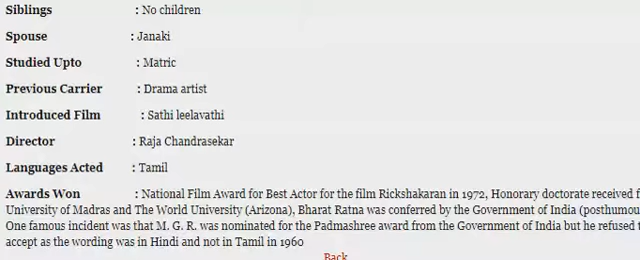 Siblings : No children
Spouse : Janaki
Studied Upto : Matric
Previous Carrier : Drama artist
Introduced Film : Sathi leelavathi
Director : Raja Chandrasekar
Languages Acted : Tamil
Awards Won : National Film Award for Best Actor for the film Rickshakaran in 1972, Honorary doctorate received f
University of Madras and The World University (Arizona), Bharat Ratna was conferred by the Government of India (posthumou
One famous incident was that M. G. R. was nominated for the Padmashree award from the Government of India but he refused t
accept as the wording was in Hindi and not in Tamil in 1960
Back